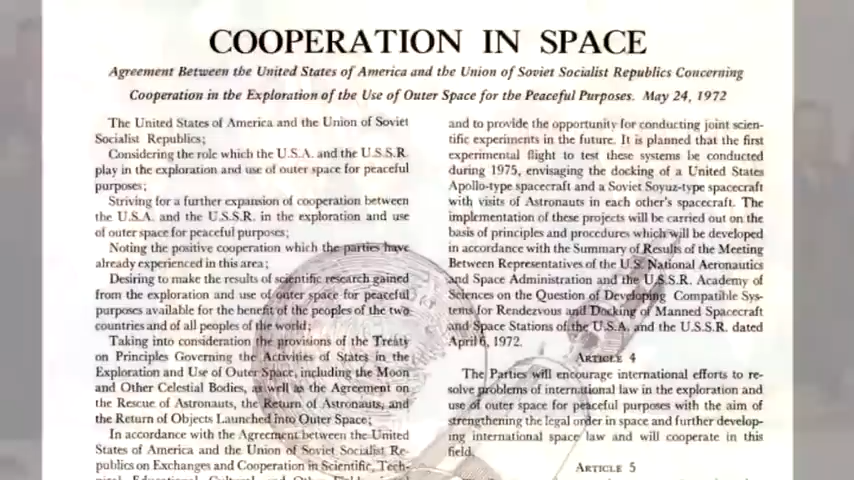 COOPERATION IN SPACE
Agreement Between the United States of America and the Union of Soviet Socialist Republics Concerning
Cooperation in the Exploration of the Use of Outer Space for the Peaceful Purposes. May 24, 1972
The United States of America and the Union of Soviet
Socialist Republics;
Considering the role which the U.S.A. and the U.S.S.R.
play in the exploration and use of outer space for peaceful
purposes;
Striving for a further expansion of cooperation between
the U.S.A. and the U.S.S.R. in the exploration and use
of outer space for peaceful purposes;
Noting the positive cooperation which the parties have
already experienced in this area;
Desiring to make the results of scientific research gained
from the exploration and use of outer space for peaceful
purposes available for the benefit of the peoples of the two
countries and of all peoples of the world;
Taking into consideration the provisions of the Treaty
on Principles Governing the Activities of States in the
Exploration and Use of Outer Space, including the Moon
and Other Celestial Bodies, as well as the Agreement on
the Rescue of Astronauts, the Return of Astronauts, and
the Return of Objects Launched into Outer Space;
In accordance with the Agreement between the United
States of America and the Union of Soviet Socialist Re-
publics on Exchanges and Cooperation in Scientific, Tech-
and to provide the opportunity for conducting joint scien-
tific experiments in the future. It is planned that the first
experimental flight to test these systems be conducted
during 1975, envisaging the docking of a United States
Apollo-type spacecraft and a Soviet Soyuz-type spacecraft
with visits of Astronauts in each other's spacecraft. The
implementation of these projects will be carried out on the
basis of principles and procedures which will be developed
in accordance with the Summary of Results of the Meeting
Between Representatives of the U.S. National Aeronautics
and Space Administration and the U.S.S.R. Academy of
Sciences on the Question of Developing Compatible Sys-
tems for Rendezvous and Docking of Manned Spacecraft
and Space Stations of the U.S.A. and the U.S.S.R. dated
April 6, 1972.
ARTICLE 4
The Parties will encourage international efforts to re-
solve problems of international law in the exploration and
use of outer space for peaceful purposes with the aim of
strengthening the legal order in space and further develop-
ing international space law and will cooperate in this
field.
ARTICLE 5